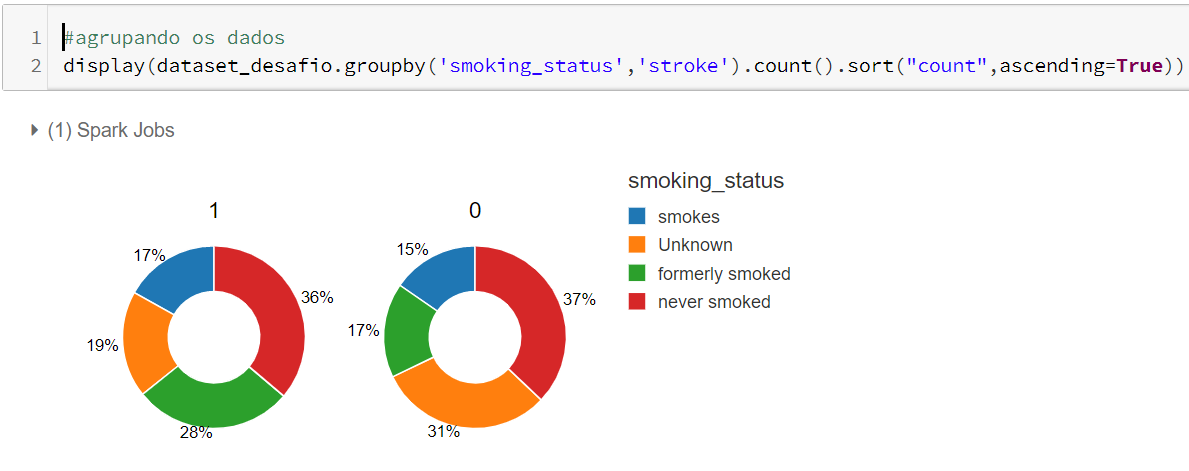 1 #agrupando os dados
2 display(dataset_desafio.groupby('smoking_status','stroke').count().sort("count",ascending=True))
(1) Spark Jobs
smoking_status
smokes
Unknown
formerly smoked
never smoked
1
17%
36%
19%
28%
0
15%
37%
17%
31%